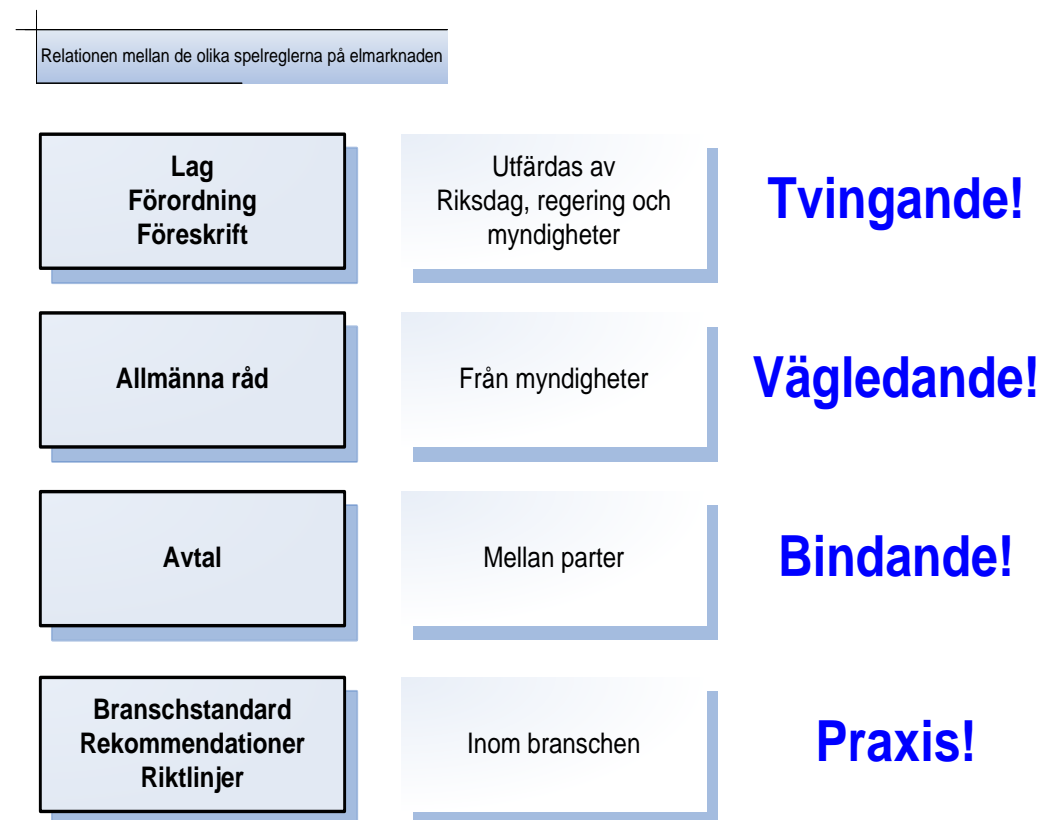 Relationen mellan de olika spelreglerna på elmarknaden
Lag
Förordning
Föreskrift
Utfärdas av
Riksdag, regering och
myndigheter
Tvingande!
Allmänna råd
Från myndigheter
Vägledande!
Avtal
Mellan parter
Bindande!
Branschstandard
Rekommendationer
Riktlinjer
Inom branschen
Praxis!